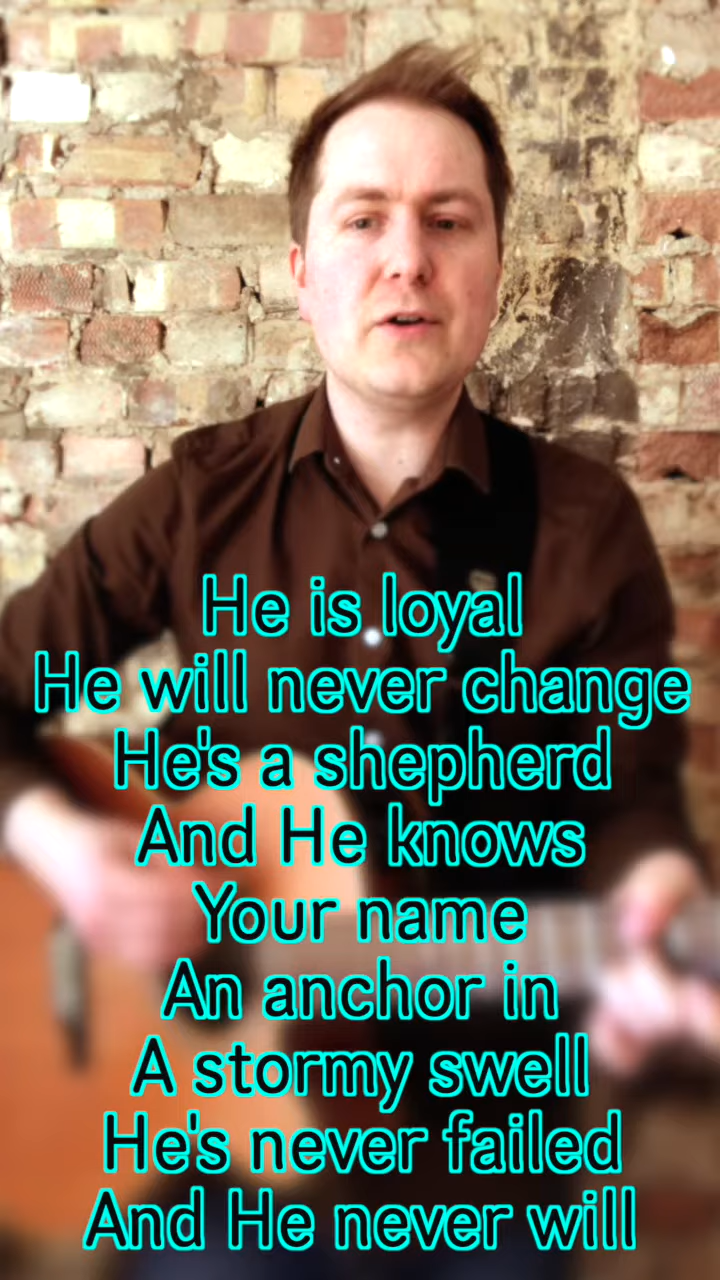 He is loyal
He will never change
He's a shepherd
And He knows
Your name
An anchor in
A stormy swell
He's never failed
And He never will